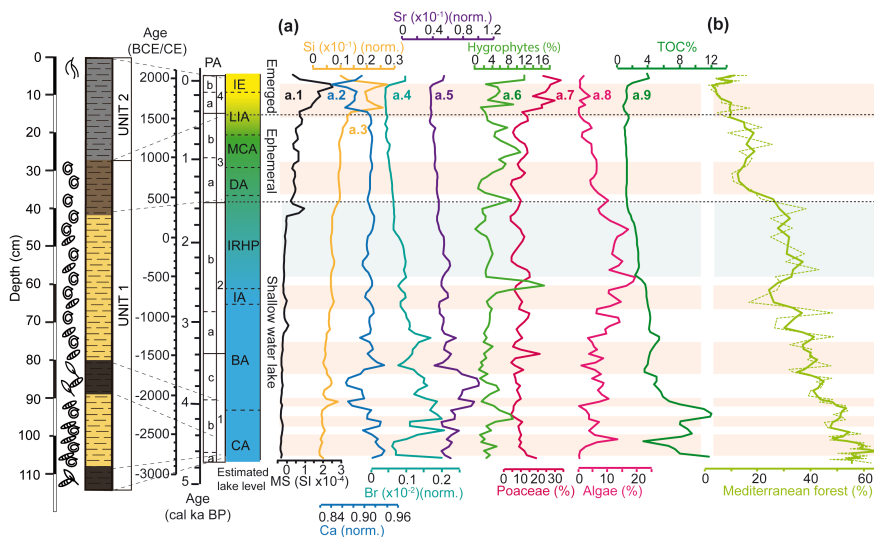 Sr (x10⁻¹)(norm.)
0 0.4 0.8 1.2
(a)
(b)
Age
(BCE/CE)
Si (x10⁻¹) (norm.)
0 0.1 0.2 0.3
Hygrophytes (%)
0 4 8 12 16
TOC%
0 4 8 12
PA
Depth (cm)
0
10
20
30
40
50
60
70
80
90
100
110
UNIT 2
UNIT 1
2000
1500
1000
500
0
-500
-1000
-1500
-2000
-2500
-3000
0
1
2
3
4
5
Age
(cal ka BP)
b
a
4
b
a
3
b
a
2
c
b
a
1
IE
LIA
MCA
DA
IRHP
IA
BA
CA
Estimated
lake level
Emerged
Ephemeral
Shallow water lake
a.1
a.2
a.3
a.4
a.5
a.6
a.7
a.8
a.9
0 1 2 3
MS (SI x10⁻⁴)
0 0.1 0.2
Br (x10⁻²)(norm.)
0.84 0.90 0.96
Ca (norm.)
0 10 20 30
Poaceae (%)
0 10 20
Algae (%)
0 20 40 60
Mediterranean forest (%)